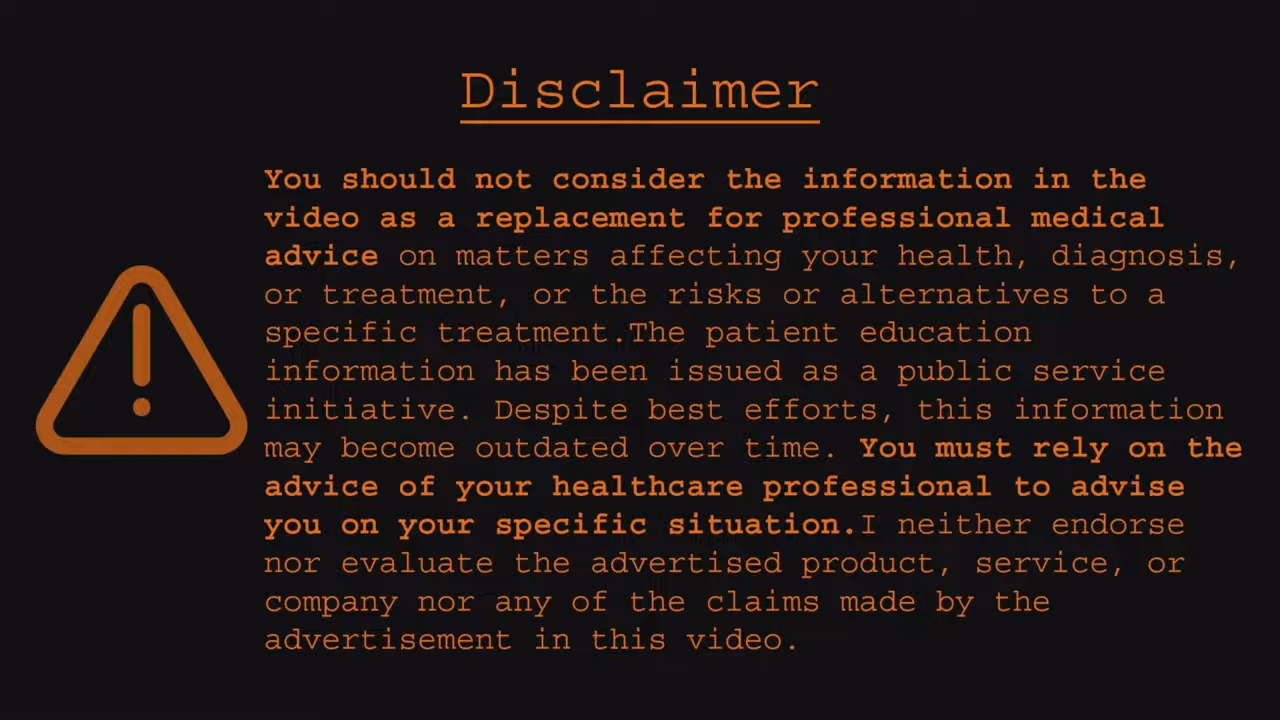 Disclaimer
You should not consider the information in the
video as a replacement for professional medical
advice on matters affecting your health, diagnosis,
or treatment, or the risks or alternatives to a
specific treatment.The patient education
information has been issued as a public service
initiative. Despite best efforts, this information
may become outdated over time. You must rely on the
advice of your healthcare professional to advise
you on your specific situation.I neither endorse
nor evaluate the advertised product, service, or
company nor any of the claims made by the
advertisement in this video.